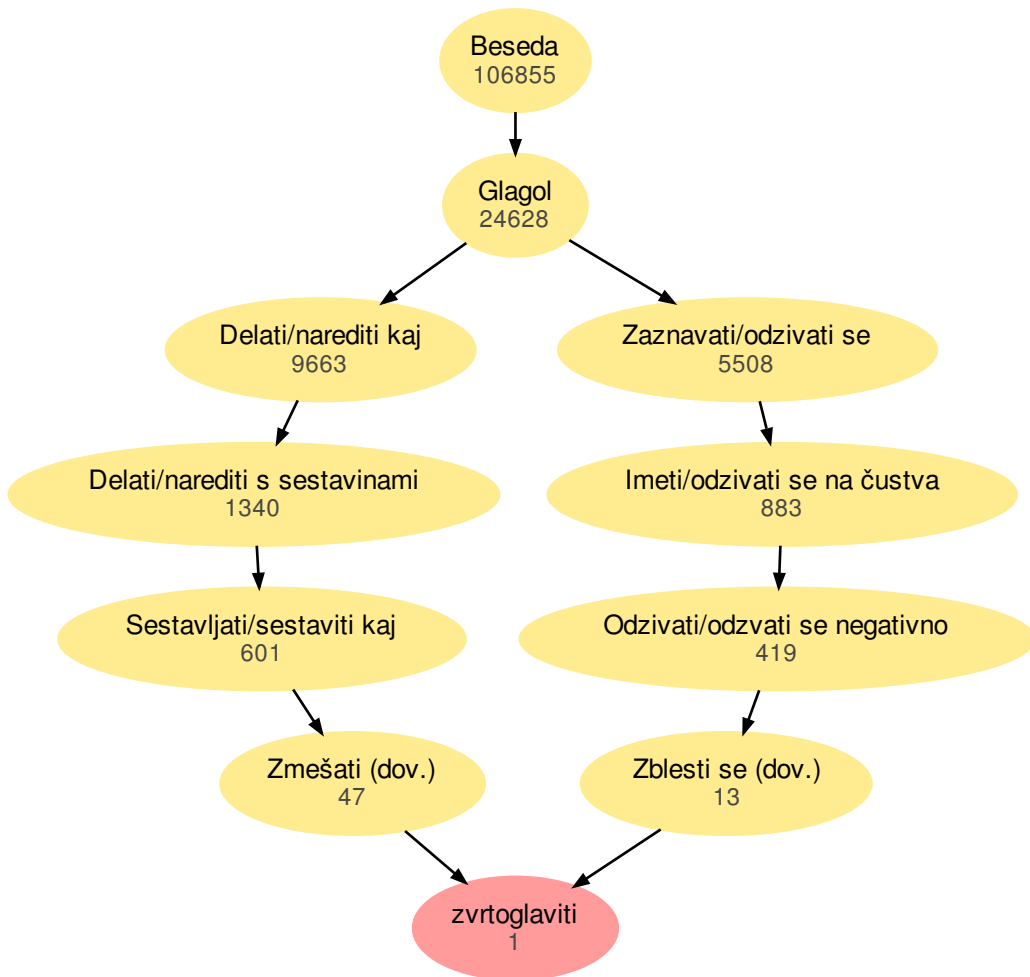 Beseda
106855
Glagol
24628
Delati/narediti kaj
9663
Zaznavati/odzivati se
5508
Delati/narediti s sestavinami
1340
Imeti/odzivati se na čustva
883
Sestavljati/sestaviti kaj
601
Odzivati/odzvati se negativno
419
Zmešati (dov.)
47
Zblesti se (dov.)
13
zvrtoglaviti
1